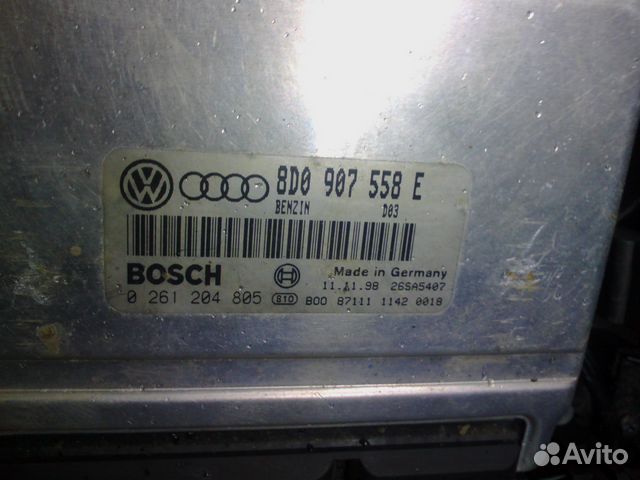 8D0 907 558 E
BENZIN D03
BOSCH
Made in Germany
11.11.98 26SA5407
0 261 204 805 810 B00 87111 1142 0018
Avito